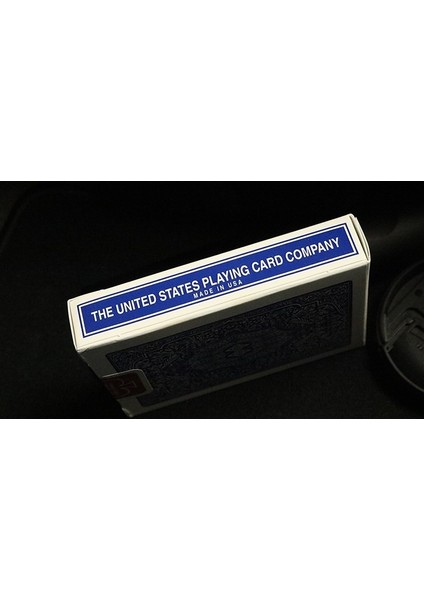 THE UNITED STATES PLAYING CARD COMPANY
MADE IN USA